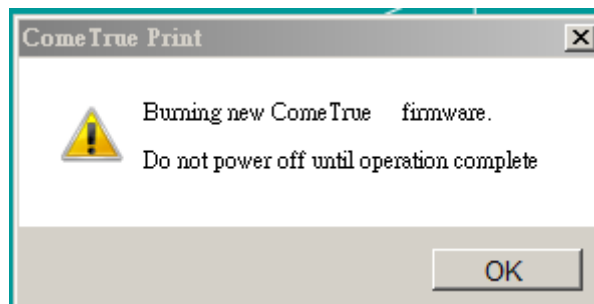 ComeTrue Print
Burning new ComeTrue firmware.
Do not power off until operation complete
OK